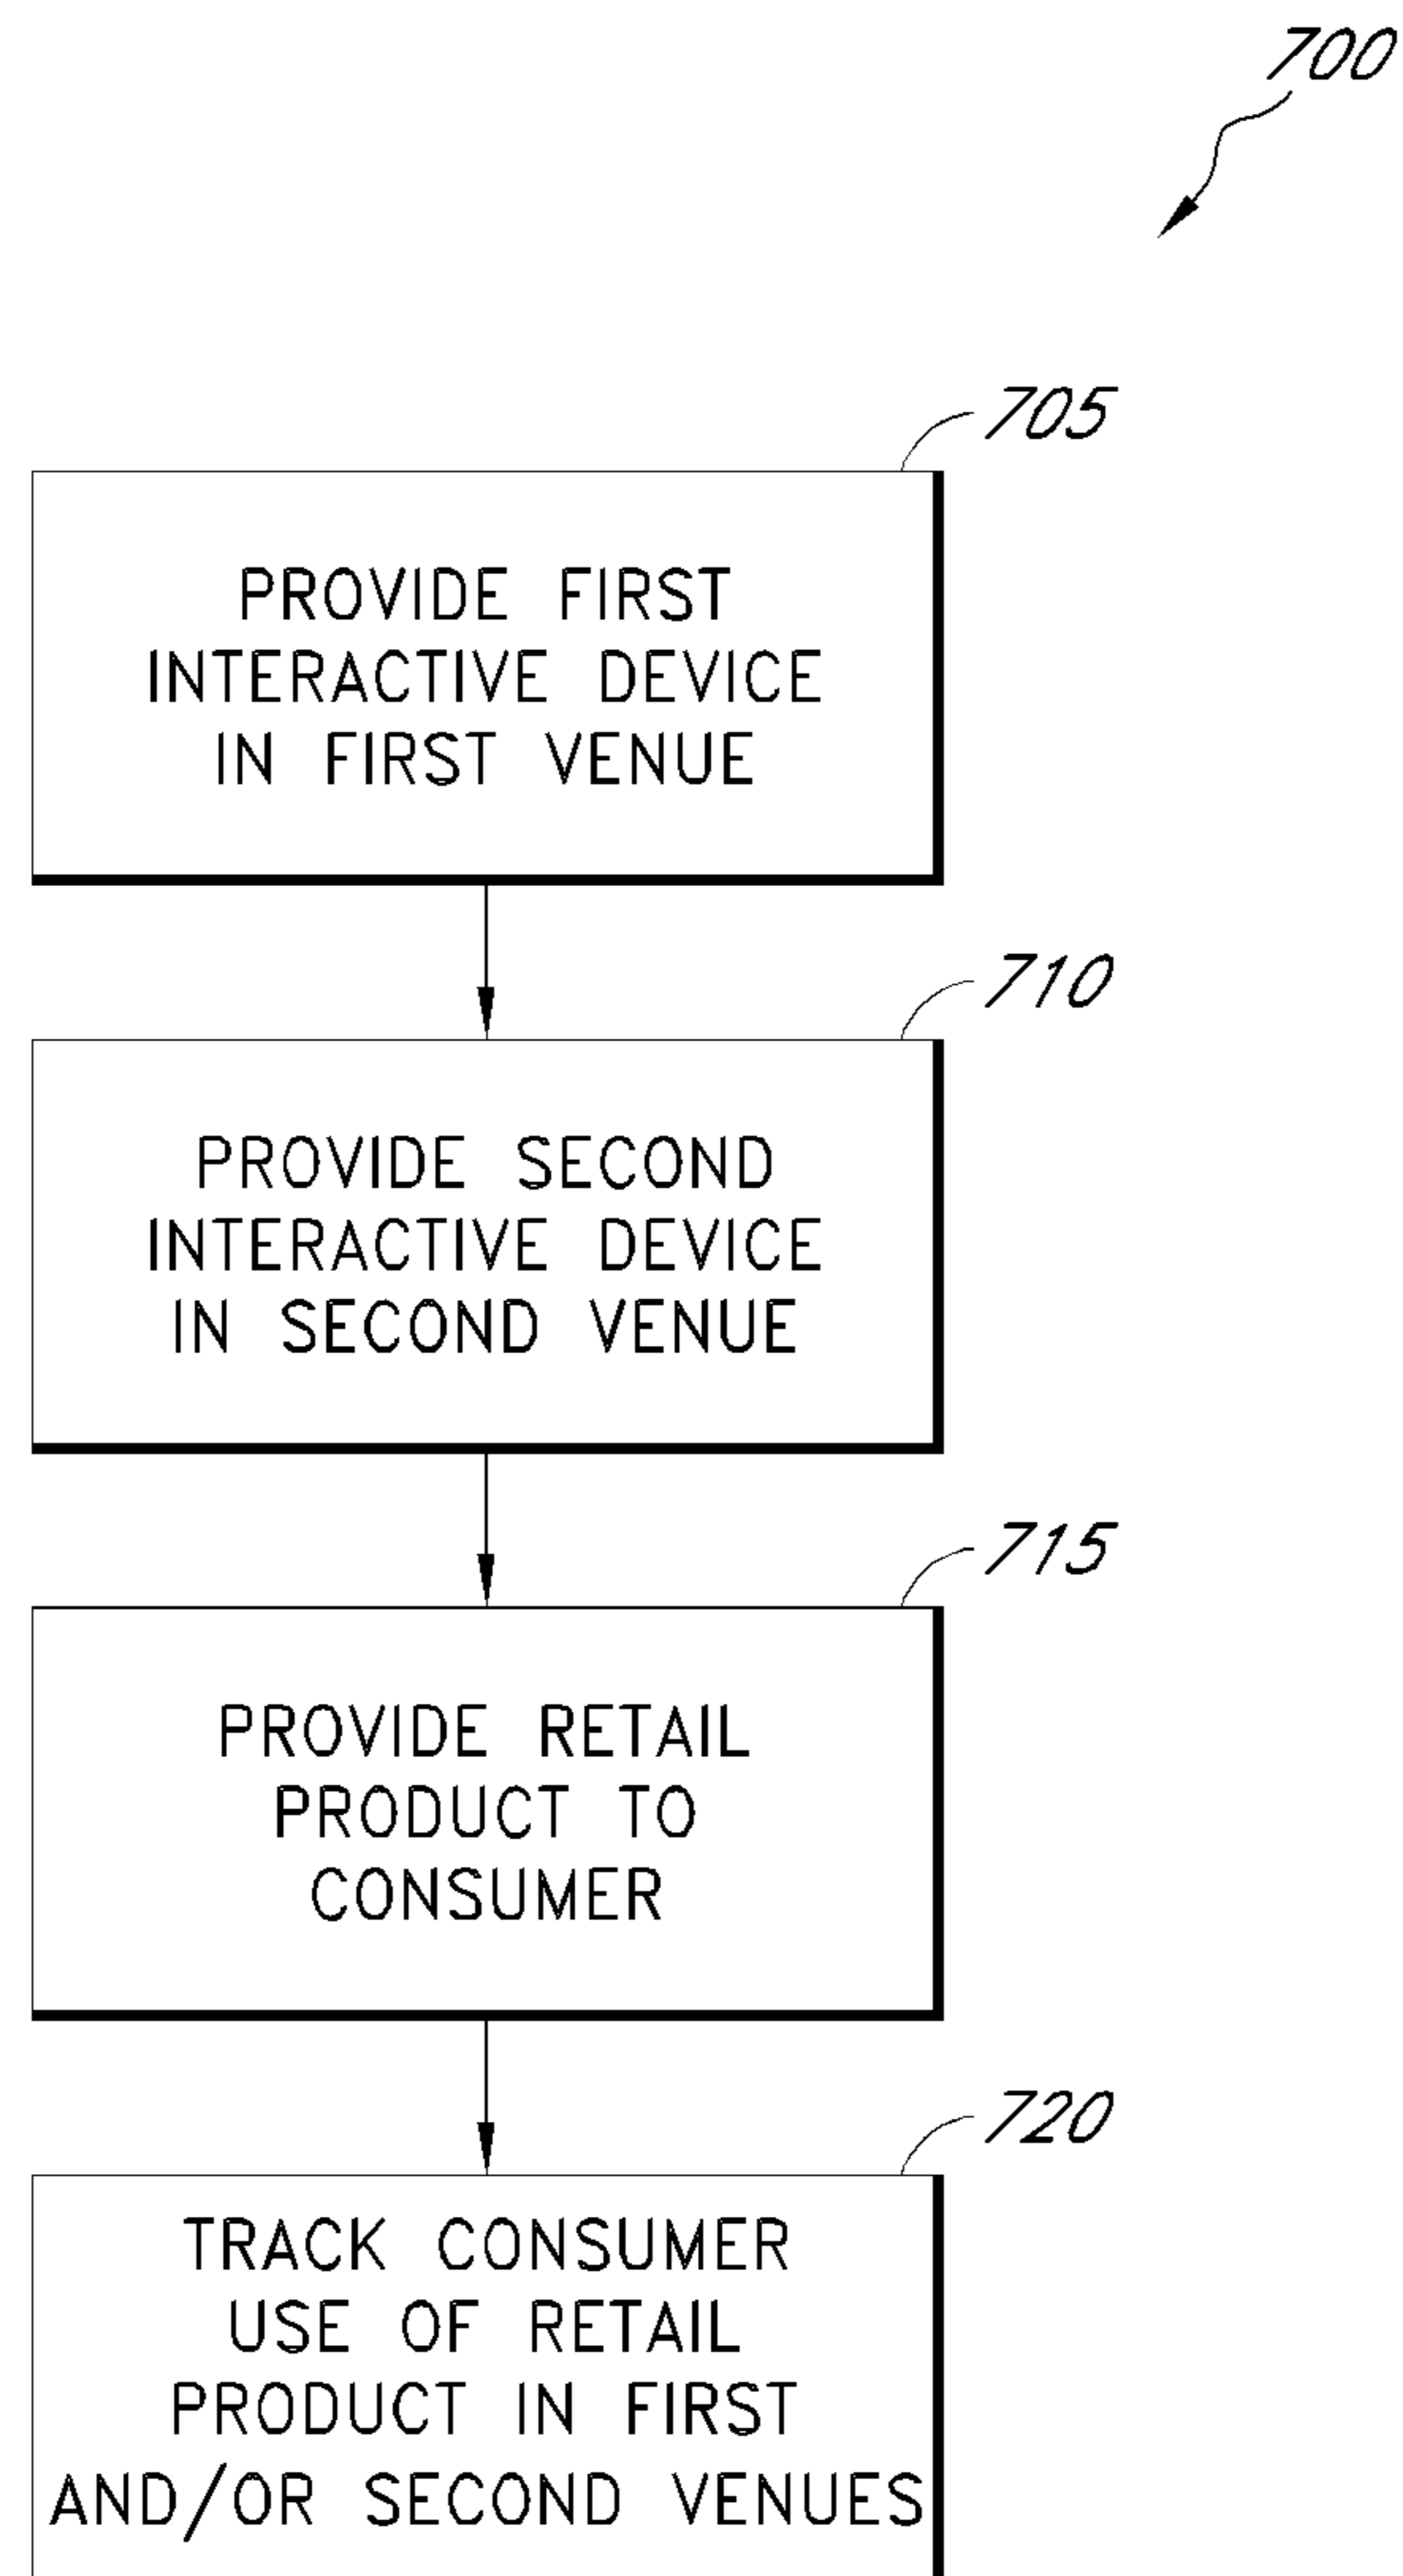 700
705
PROVIDE FIRST
INTERACTIVE DEVICE
IN FIRST VENUE
710
PROVIDE SECOND
INTERACTIVE DEVICE
IN SECOND VENUE
715
PROVIDE RETAIL
PRODUCT TO
CONSUMER
720
TRACK CONSUMER
USE OF RETAIL
PRODUCT IN FIRST
AND/OR SECOND VENUES